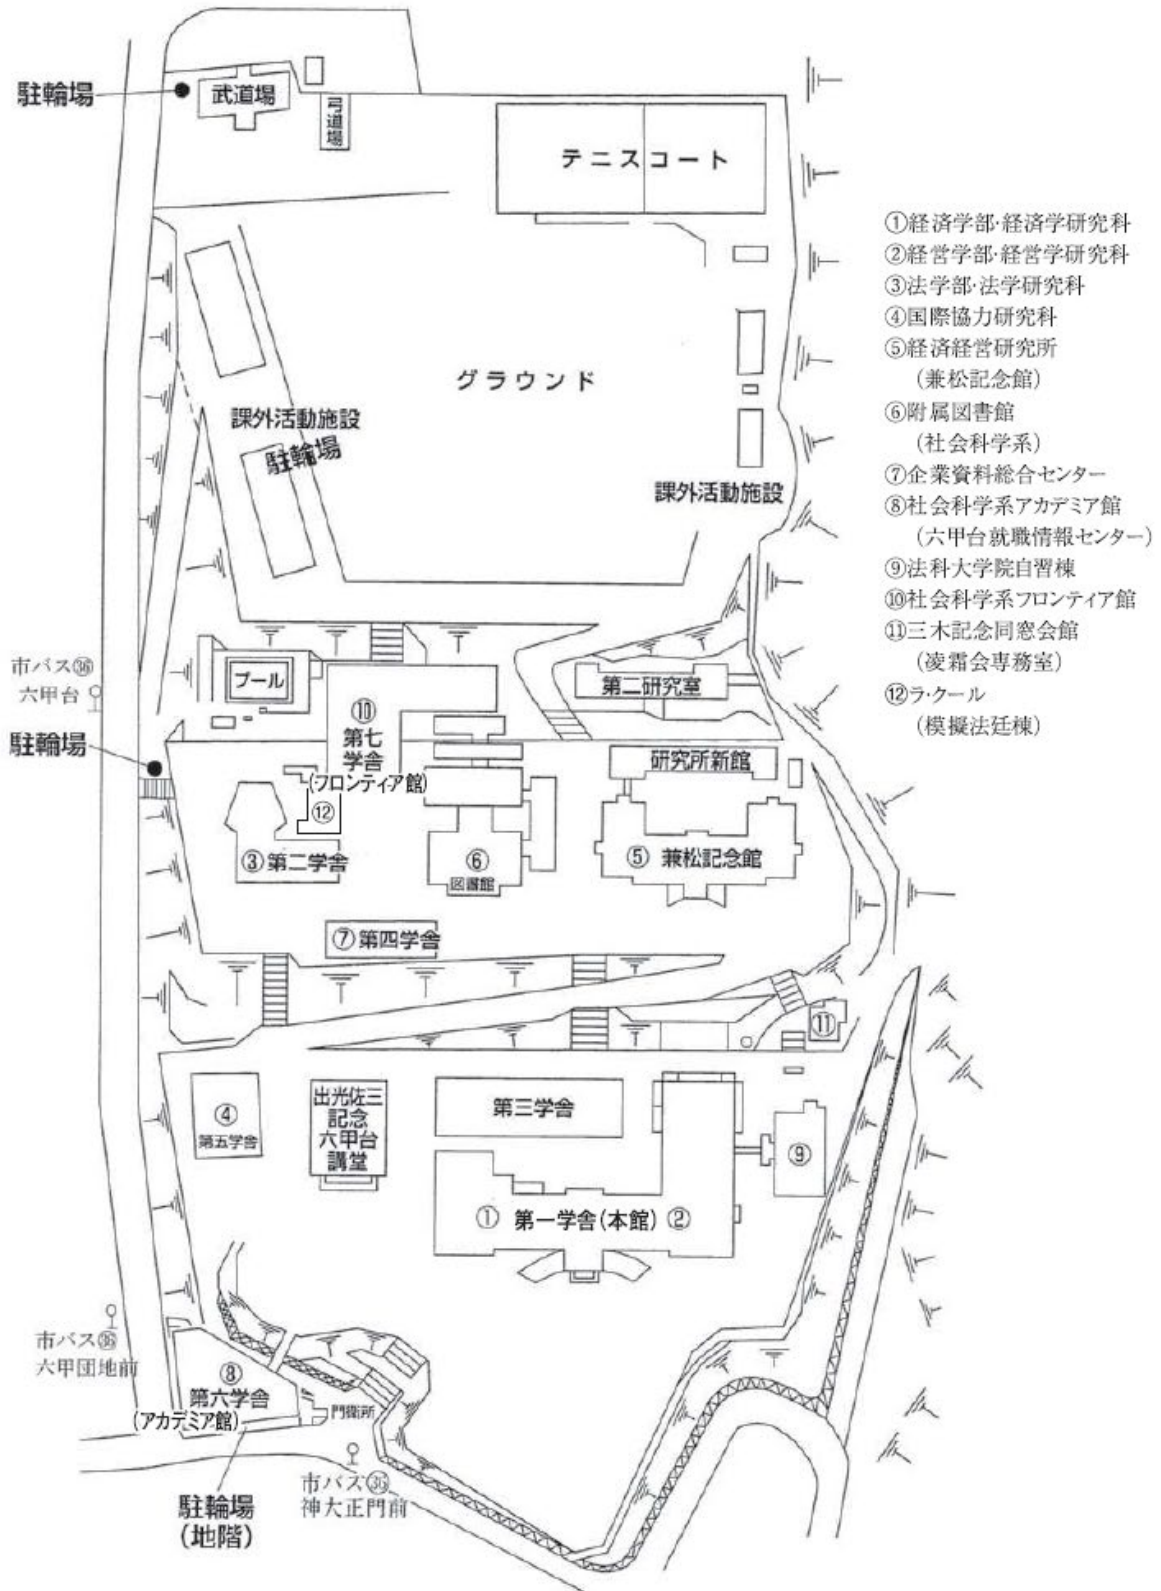 駐輪場
武道場
弓道場
テニスコート
グラウンド
課外活動施設
駐輪場
課外活動施設
①経済学部·経済学研究科
②経営学部·経営学研究科
③法学部·法学研究科
④国際協力研究科
⑤経済経営研究所
(兼松記念館)
⑥附属図書館
(社会科学系)
⑦企業資料総合センター
⑧社会科学系アカデミア館
(六甲台就職情報センター)
⑨法科大学院自習棟
⑩社会科学系フロンティア館
⑪三木記念同窓会館
(凌霜会専務室)
⑫ラ·クール
(模擬法廷棟)
市バス㊱
六甲台
駐輪場
プール
⑩
第七
学舎
(フロンティア館)
⑫
第二研究室
研究所新館
③第二学舎
⑥
図書館
⑤ 兼松記念館
⑦第四学舎
⑪
④
第五学舎
出光佐三
記念
六甲台
講堂
第三学舎
⑨
① 第一学舎(本館) ②
市バス㊱
六甲団地前
⑧
第六学舎
(アカデミア館)
門衛所
市バス㊱
神大正門前
駐輪場
(地階)